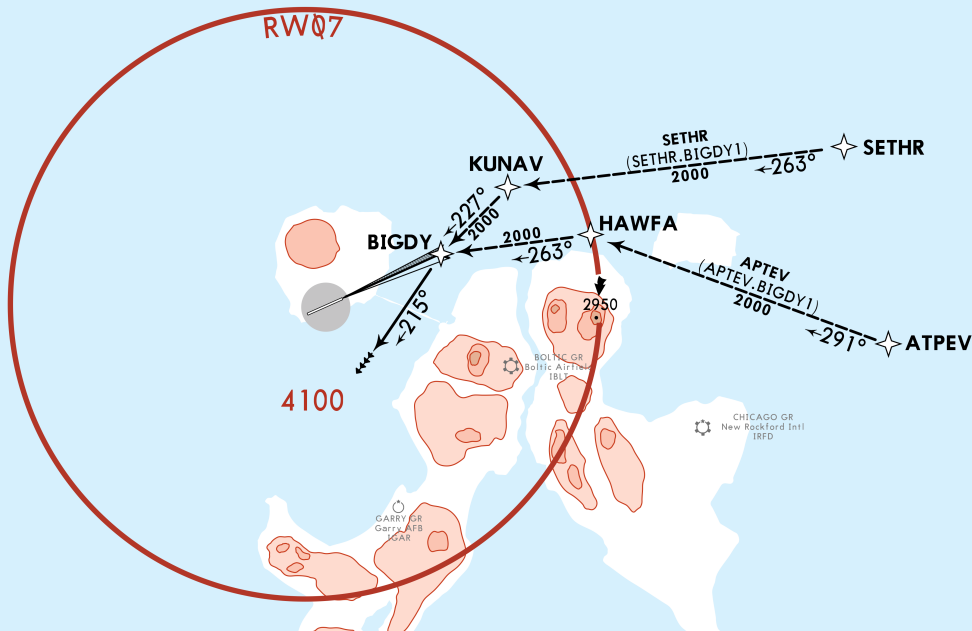 RW07
SETHR
(SETHR.BIGDY1)
2000
←263°
SETHR
KUNAV
←227°
2000
HAWFA
BIGDY
2000
←263°
APTEV
(APTEV.BIGDY1)
2000
←291°
ATPEV
←215°
2950
4100
BOLTIC GR
Boltic Airfield
IBLT
CHICAGO GR
New Rockford Intl
IRFD
GARRY GR
Garry AFB
IGAR